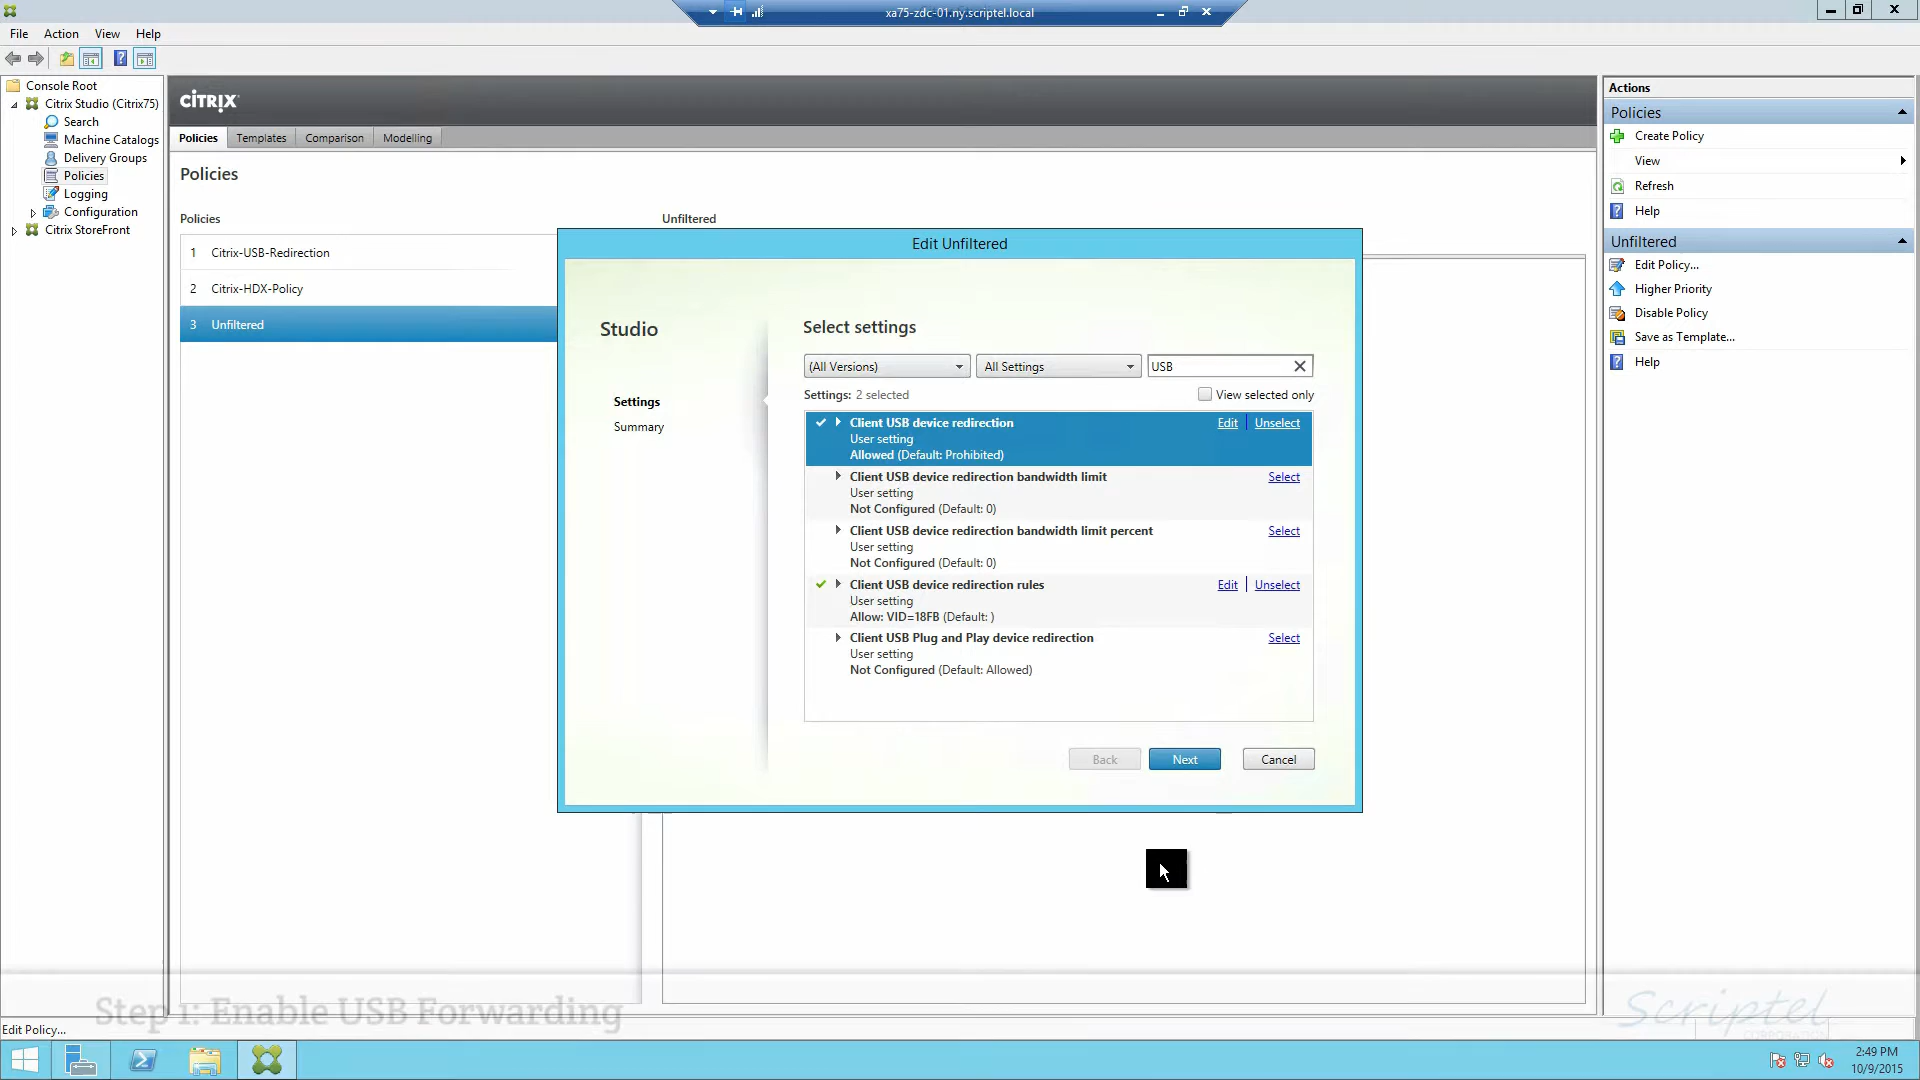 xa75-zdc-01.ny.scriptel.local
File Action View Help
Console Root
Citrix Studio (Citrix75)
Search
Machine Catalogs
Delivery Groups
Policies
Logging
Configuration
Citrix StoreFront
CITRIX
Policies Templates Comparison Modelling
Policies
Policies
Unfiltered
1 Citrix-USB-Redirection
2 Citrix-HDX-Policy
3 Unfiltered
Edit Unfiltered
Studio
Settings
Summary
Select settings
(All Versions) All Settings USB
Settings: 2 selected
View selected only
Client USB device redirection
Edit Unselect
User setting
Allowed (Default: Prohibited)
Client USB device redirection bandwidth limit
Select
User setting
Not Configured (Default: 0)
Client USB device redirection bandwidth limit percent
Select
User setting
Not Configured (Default: 0)
Client USB device redirection rules
Edit Unselect
User setting
Allow: VID=18FB (Default: )
Client USB Plug and Play device redirection
Select
User setting
Not Configured (Default: Allowed)
Back Next Cancel
Actions
Policies
Create Policy
View
Refresh
Help
Unfiltered
Edit Policy...
Higher Priority
Disable Policy
Save as Template...
Help
Step 1: Enable USB Forwarding
Scriptel
CORPORATION
Edit Policy...
2:49 PM
10/9/2015